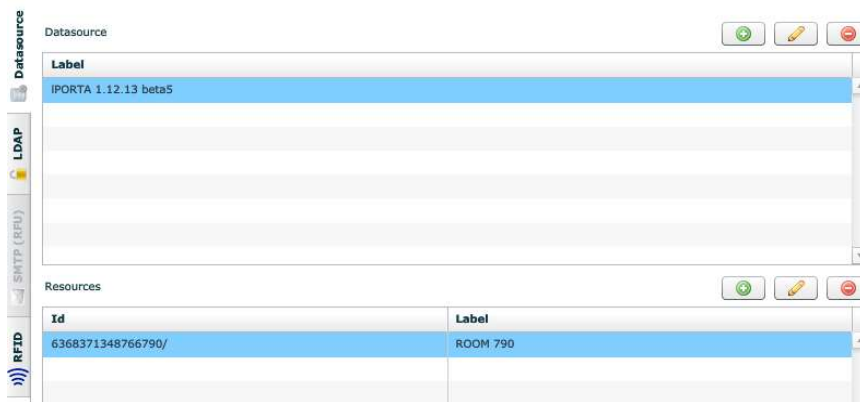 Datasource
Datasource
Label
IPORTA 1.12.13 beta5
LDAP
SMTP (RFU)
Resources
Id Label
RFID
6368371348766790/ ROOM 790